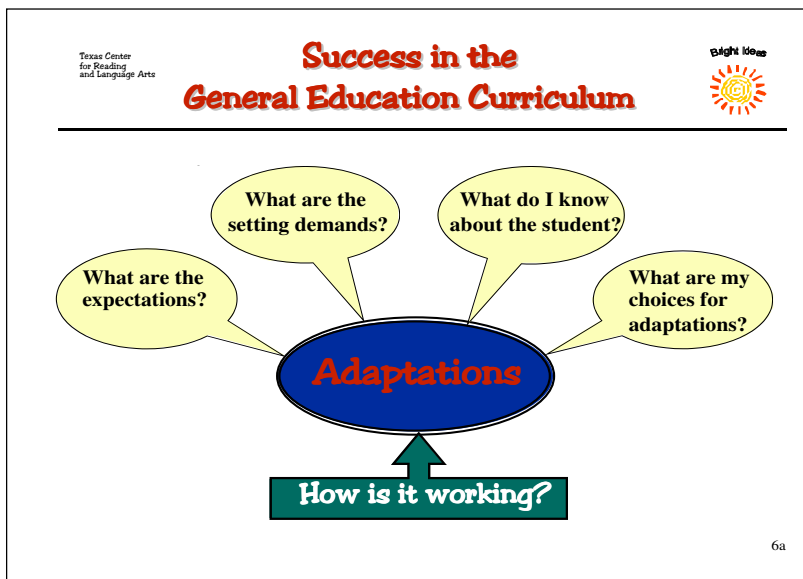 Texas Center
for Reading
and Language Arts
Success in the
General Education Curriculum
Bright Ideas
What are the
setting demands?
What do I know
about the student?
What are the
expectations?
What are my
choices for
adaptations?
Adaptations
How is it working?
6a